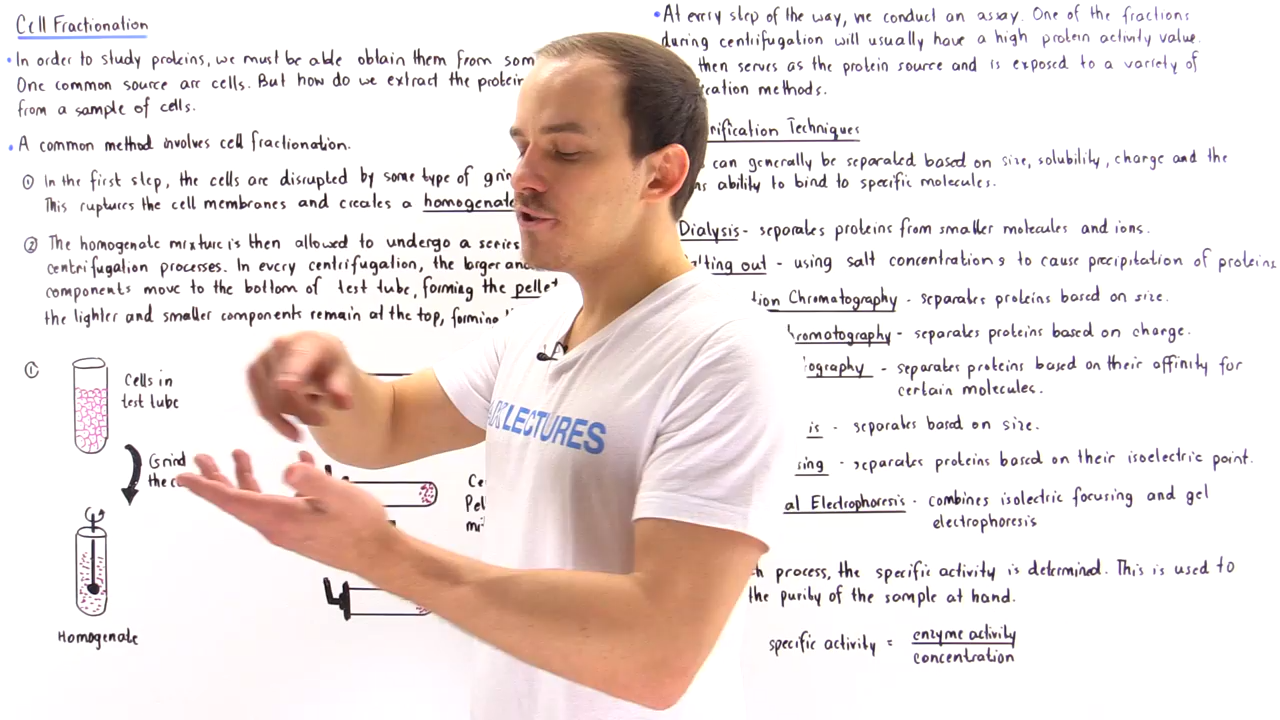 Cell Fractionation
• In order to study proteins, we must be able obtain them from som
One common source are cells. But how do we extract the protein
from a sample of cells.
• A common method involves cell fractionation.
① In the first step, the cells are disrupted by some type of grin
This ruptures the cell membranes and creates a homogenate
② The homogenate mixture is then allowed to undergo a series
centrifugation processes. In every centrifugation, the larger and
components move to the bottom of test tube, forming the pellet
the lighter and smaller components remain at the top, forming
①
Cells in
test tube
Grind
the c
Homogenate
Ce
Pel
mi
• At every step of the way, we conduct an assay. One of the fractions
during centrifugation will usually have a high protein activity value.
then serves as the protein source and is exposed to a variety of
ication methods.
rification Techniques
can generally be separated based on size, solubility, charge and the
ns ability to bind to specific molecules.
Dialysis - separates proteins from smaller molecules and ions.
lting out - using salt concentrations to cause precipitation of proteins
tion Chromatography - separates proteins based on size.
hromotography - separates proteins based on charge.
ography - separates proteins based on their affinity for
certain molecules.
is - separates based on size.
sing - separates proteins based on their isoelectric point.
al Electrophoresis - combines isolectric focusing and gel
electrophoresis
h process, the specific activity is determined. This is used to
the purity of the sample at hand.
specific activity = enzyme activity
concentration
AK LECTURES